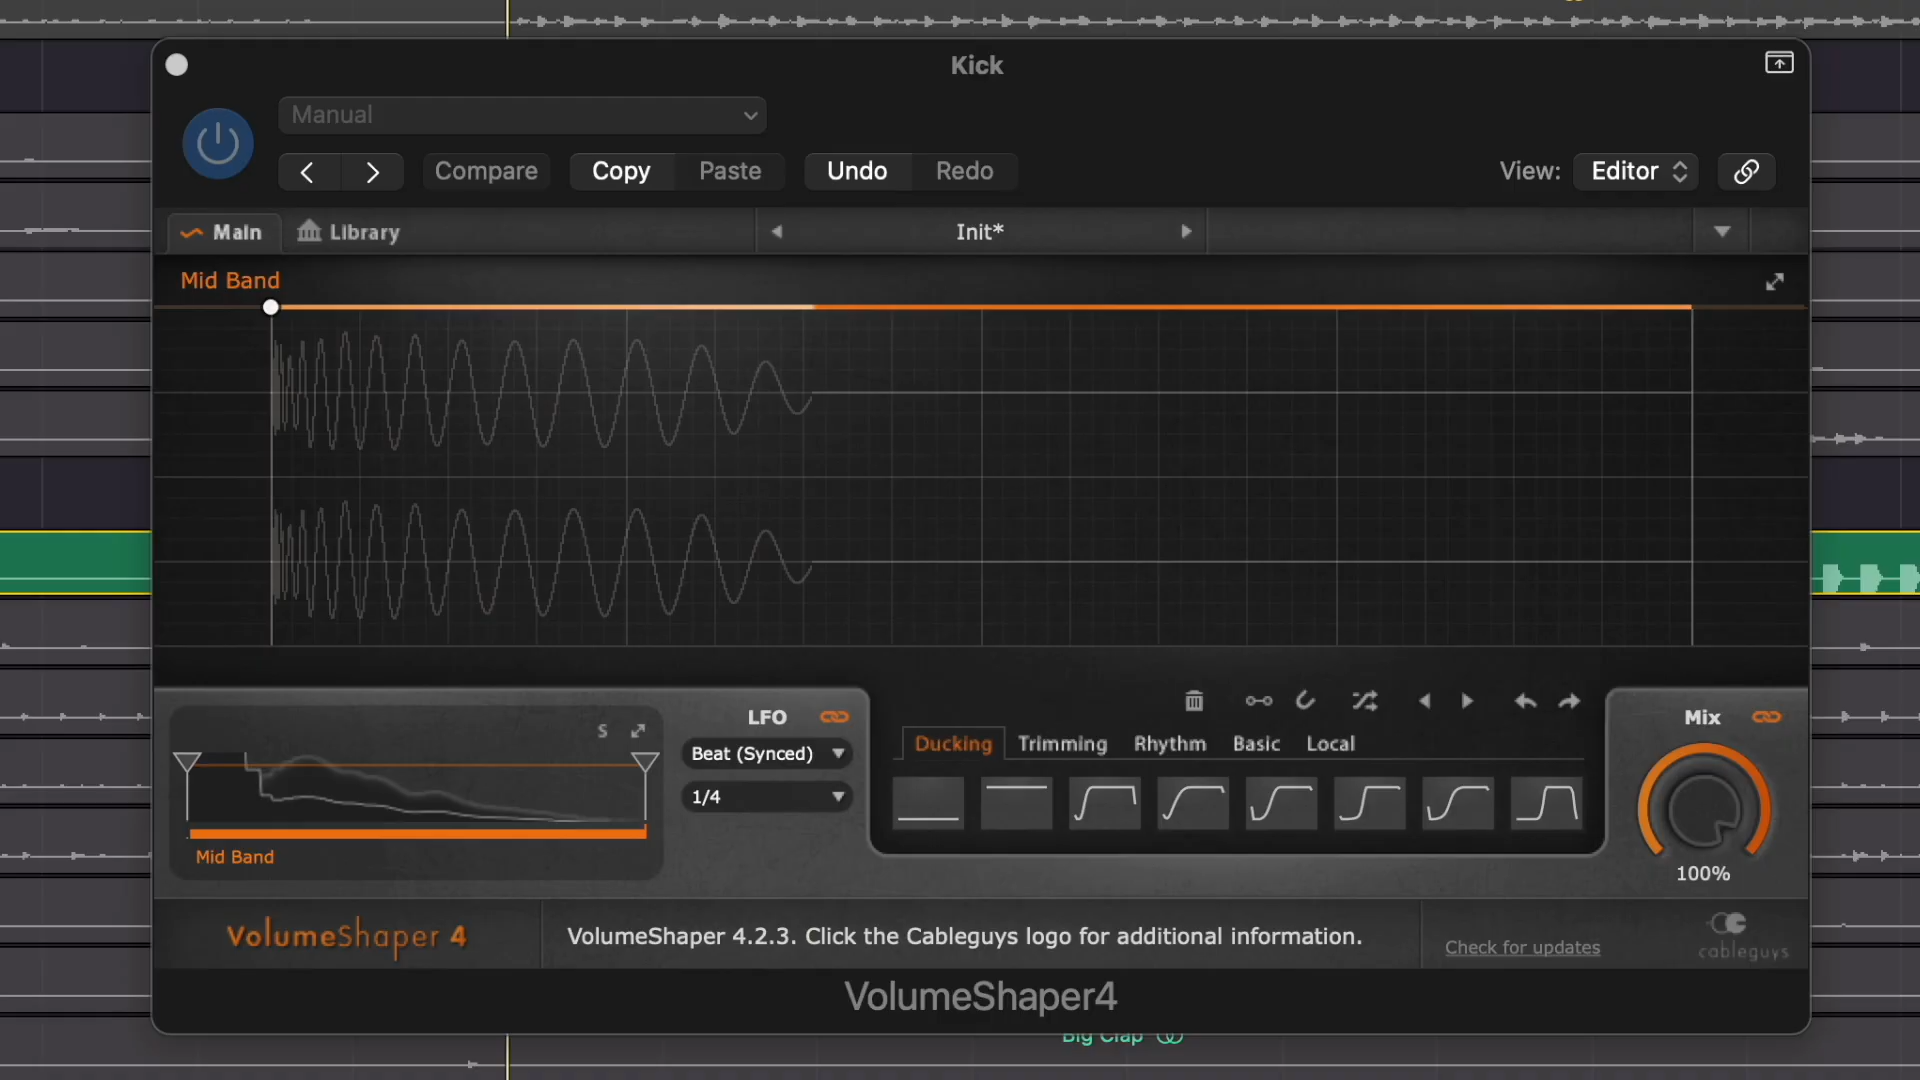 Kick
Manual
Compare
Copy
Paste
Undo
Redo
View:
Editor
Main
Library
Init*
Mid Band
S
LFO
Beat (Synced)
1/4
Mid Band
Ducking
Trimming
Rhythm
Basic
Local
Mix
100%
VolumeShaper 4
VolumeShaper 4.2.3. Click the Cableguys logo for additional information.
Check for updates
cableguys
VolumeShaper4
Big Clap